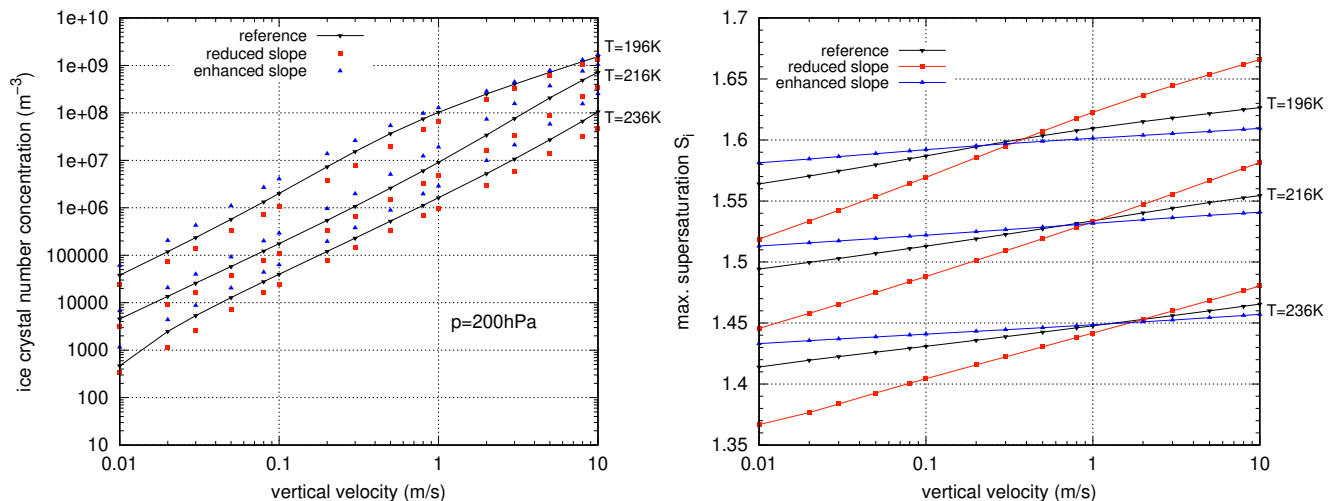 1e+10
1e+09
1e+08
1e+07
1e+06
100000
10000
1000
100
10
0.01
0.1
1
10
vertical velocity (m/s)
ice crystal number concentration (m⁻³)
reference
reduced slope
enhanced slope
T=196K
T=216K
T=236K
p=200hPa
1.7
1.65
1.6
1.55
1.5
1.45
1.4
1.35
0.01
0.1
1
10
vertical velocity (m/s)
max. supersaturation Sᵢ
reference
reduced slope
enhanced slope
T=196K
T=216K
T=236K